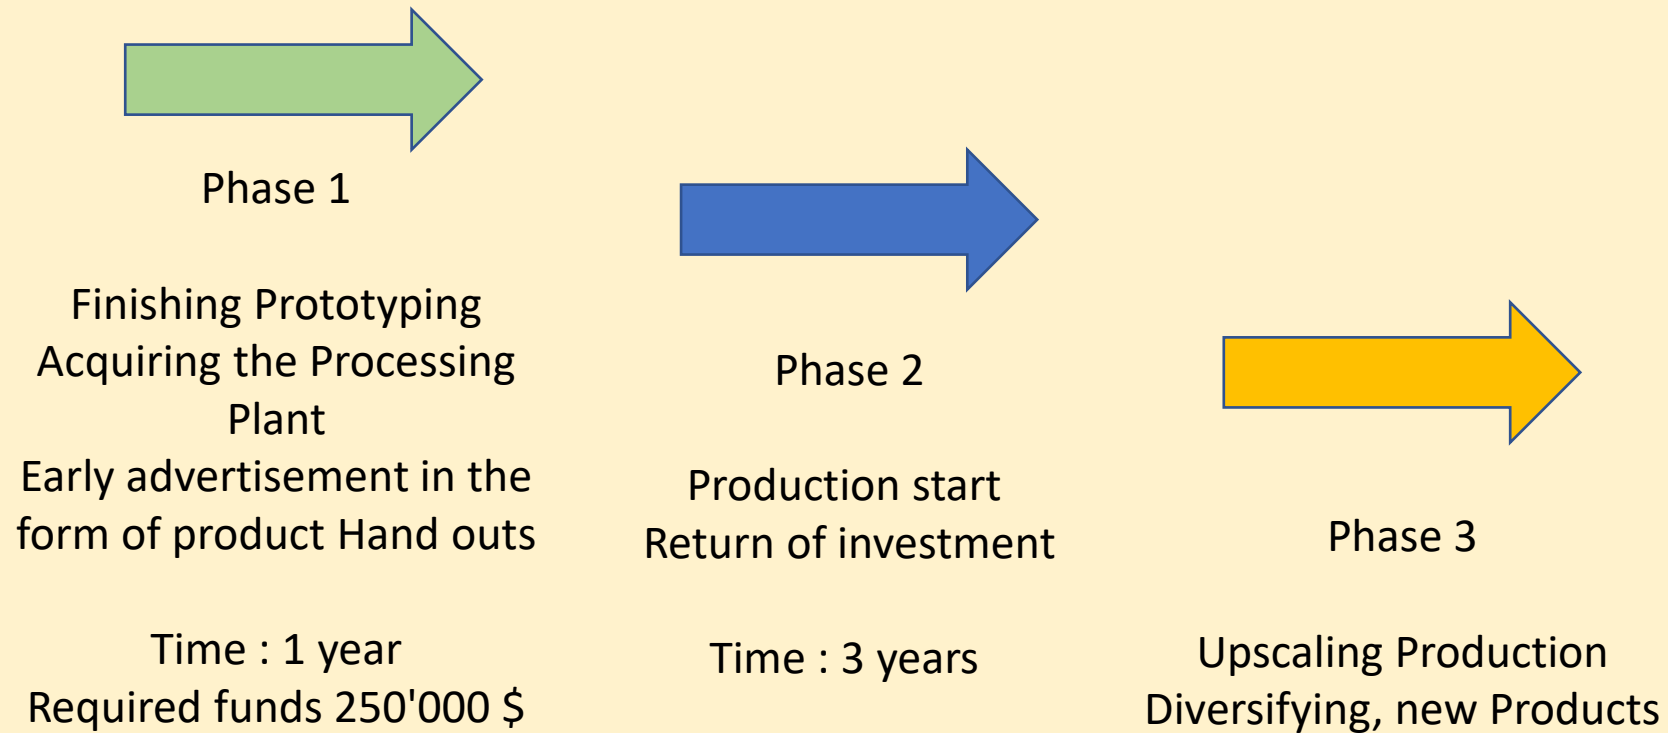 Phase 1
Finishing Prototyping
Acquiring the Processing
Plant
Early advertisement in the
form of product Hand outs
Time : 1 year
Required funds 250'000 $
Phase 2
Production start
Return of investment
Time : 3 years
Phase 3
Upscaling Production
Diversifying, new Products